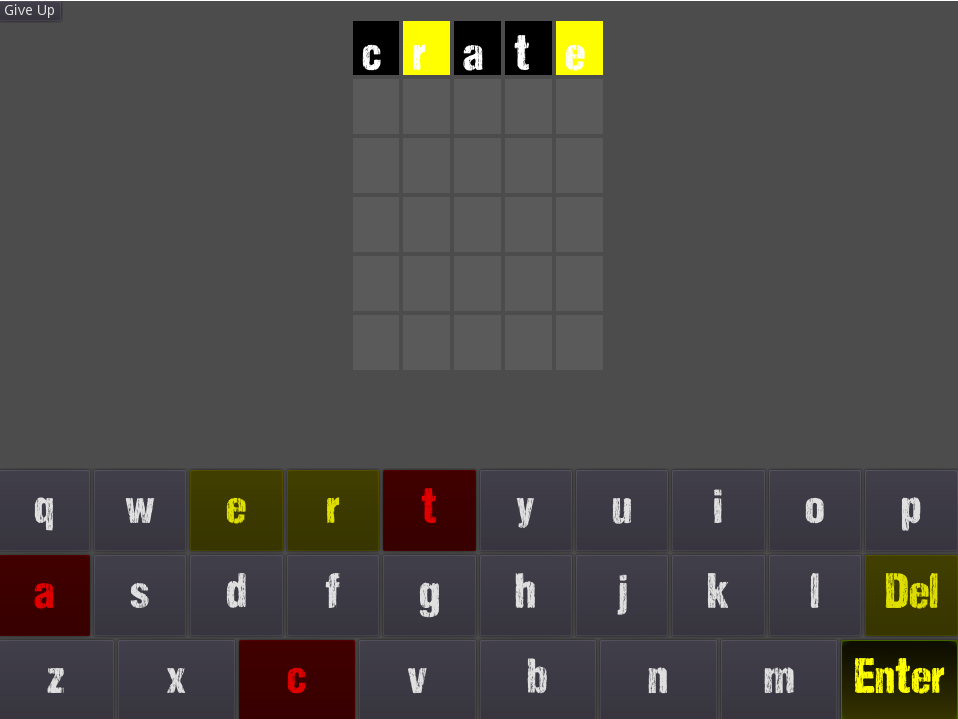 Give Up
c r a t e
q w e r t y u i o p
a s d f g h j k l Del
z x c v b n m Enter